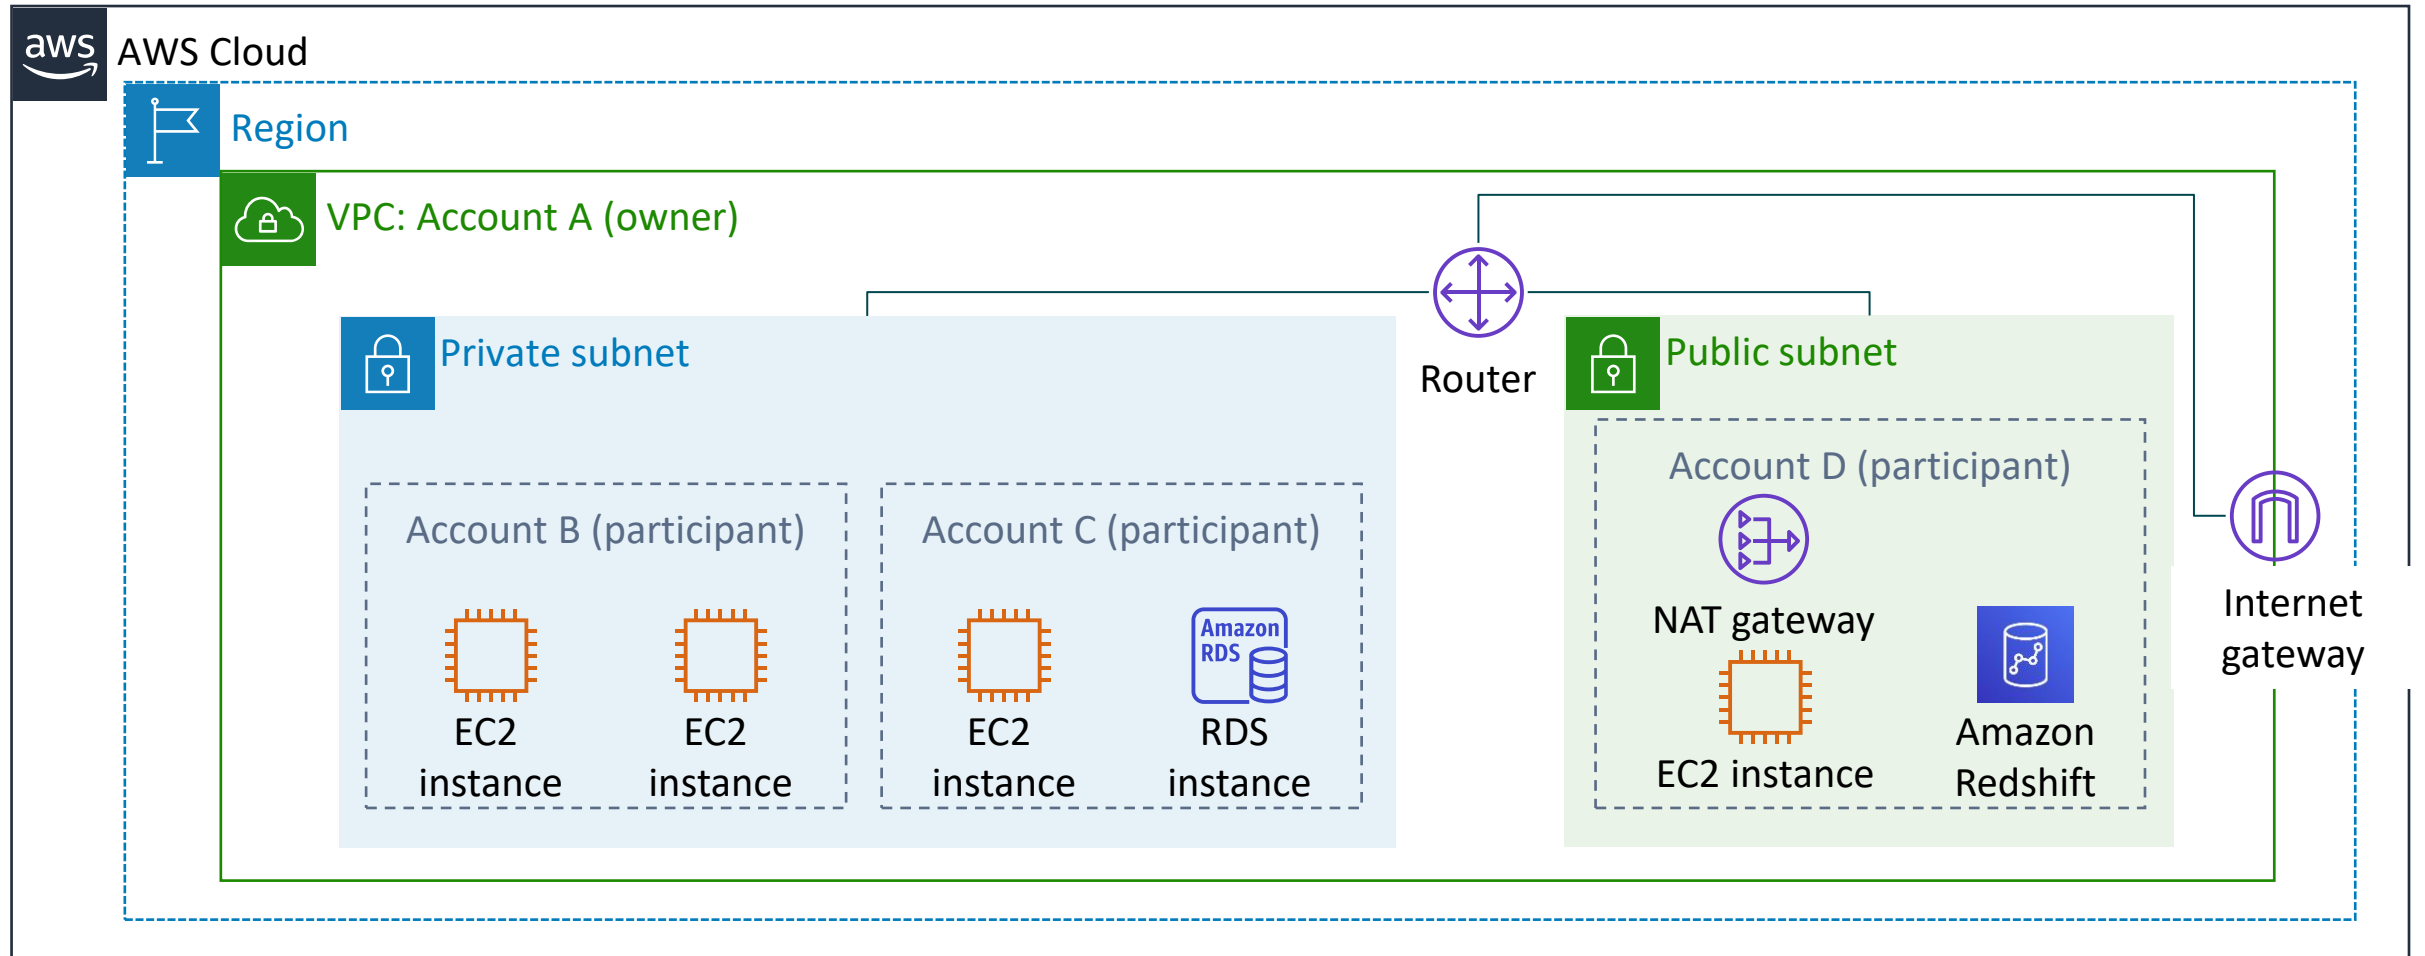 aws
AWS Cloud
Region
VPC: Account A (owner)
Private subnet
Router
Public subnet
Account B (participant)
Account C (participant)
Account D (participant)
EC2
instance
EC2
instance
EC2
instance
Amazon
RDS
RDS
instance
NAT gateway
EC2 instance
Amazon
Redshift
Internet
gateway